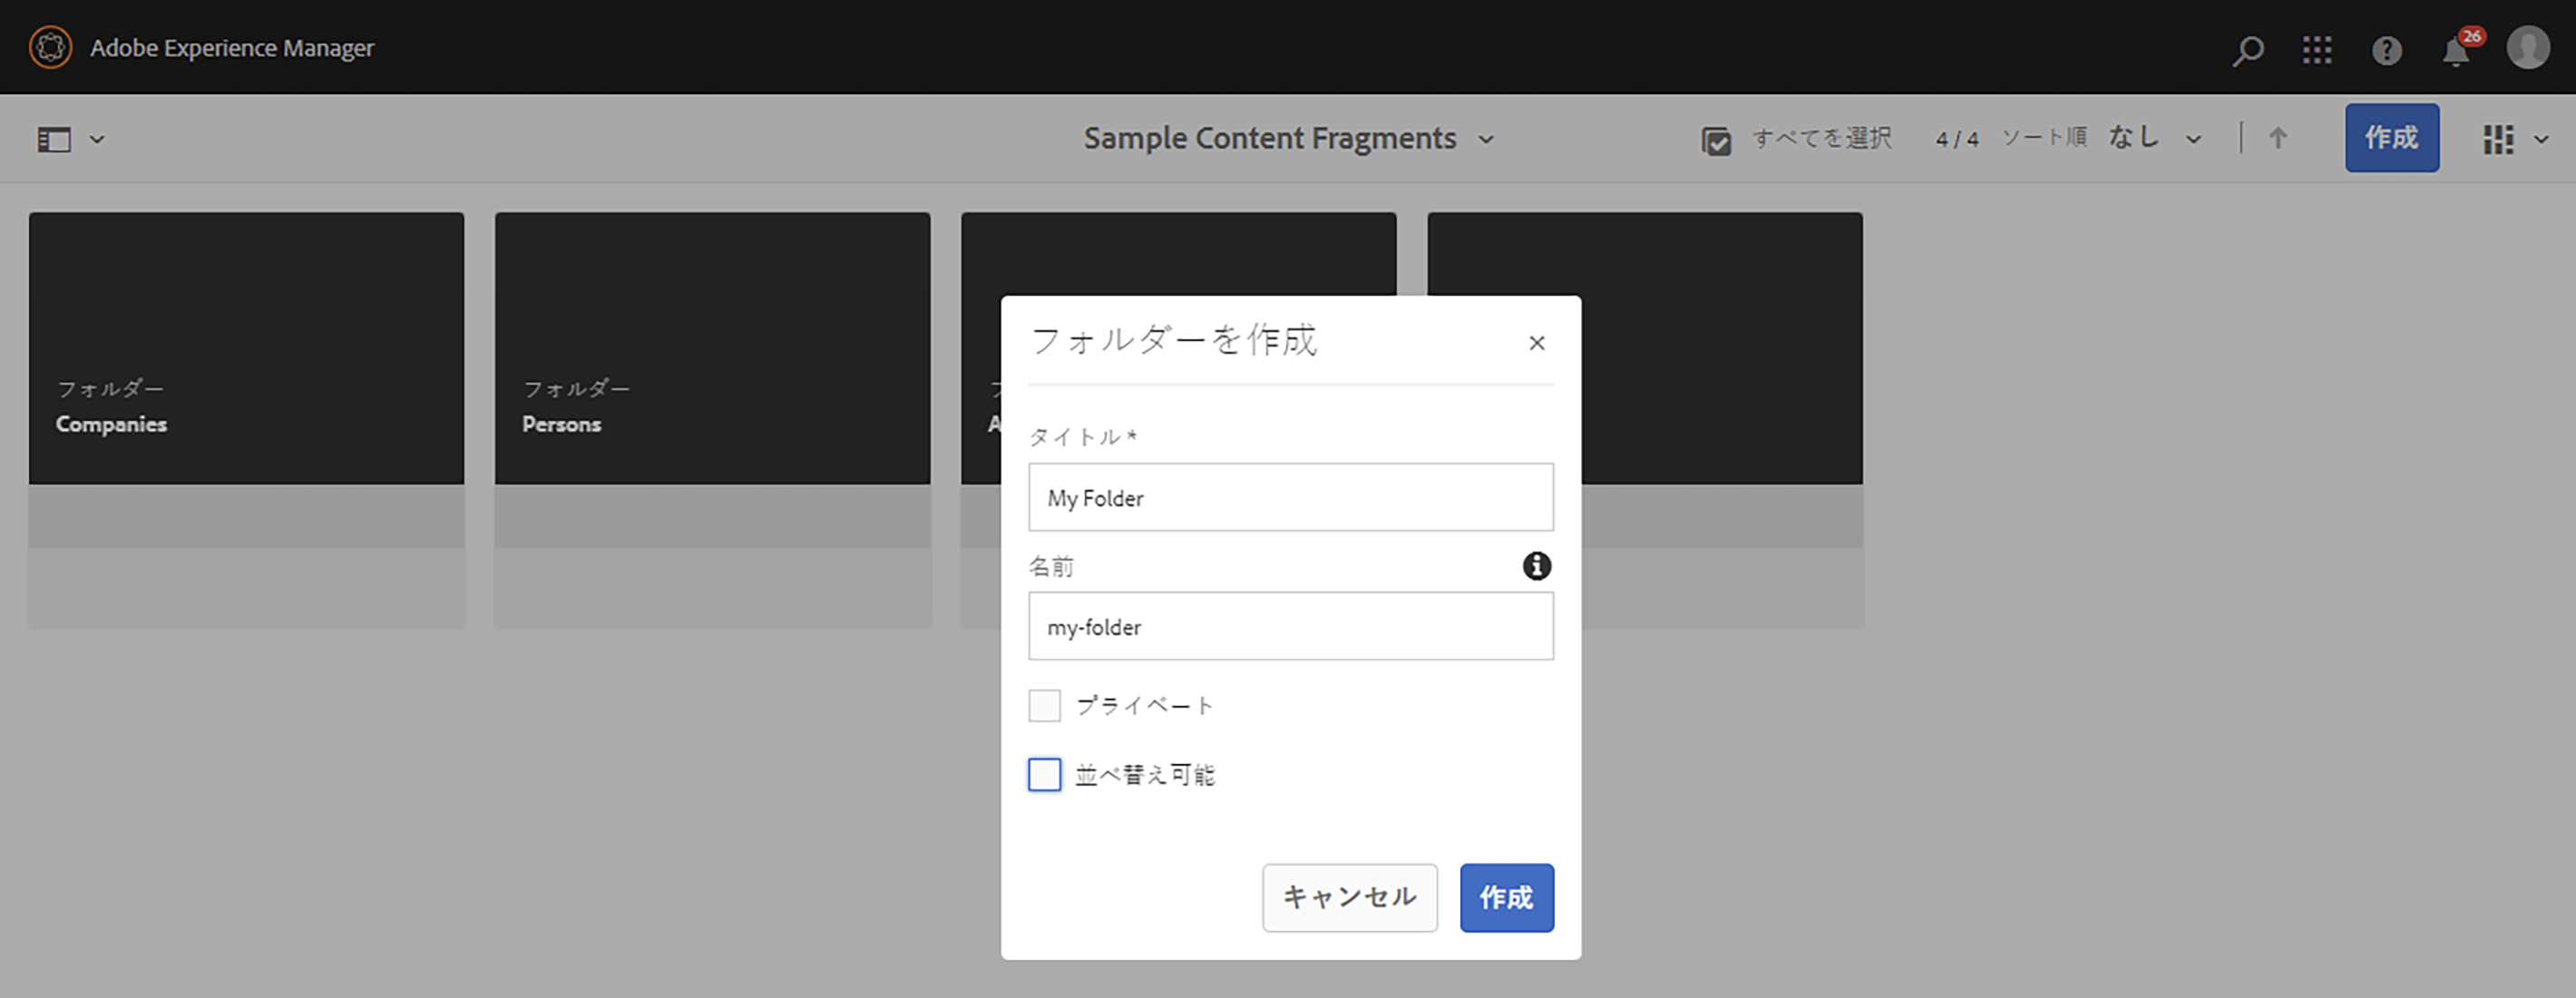 Adobe Experience Manager
26
Sample Content Fragments
すべてを選択 4 / 4 ソート順 なし
作成
フォルダー
Companies
フォルダー
Persons
フォルダーを作成
タイトル *
My Folder
名前
my-folder
プライベート
並べ替え可能
キャンセル 作成